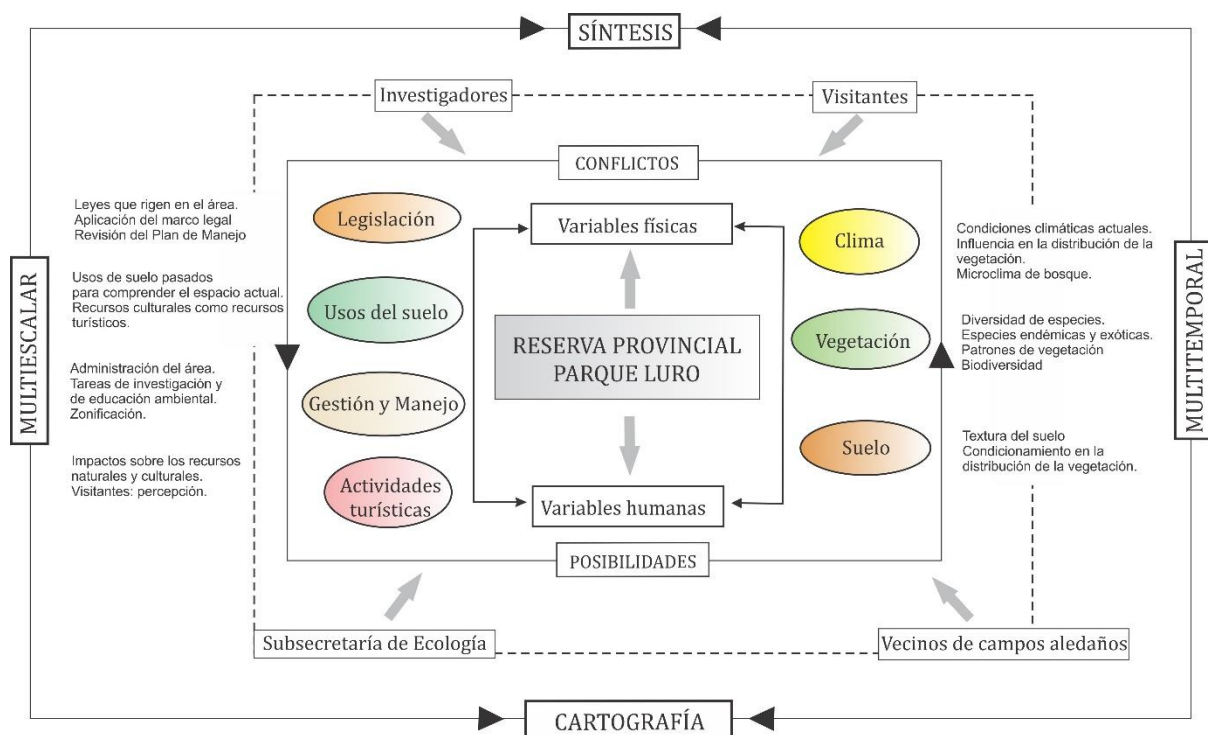 SÍNTESIS
Investigadores
Visitantes
CONFLICTOS
MULTIESCALAR
Leyes que rigen en el área.
Aplicación del marco legal
Revisión del Plan de Manejo
Usos de suelo pasados
para comprender el espacio actual.
Recursos culturales como recursos
turísticos.
Administración del área.
Tareas de investigación y
de educación ambiental.
Zonificación.
Impactos sobre los recursos
naturales y culturales.
Visitantes: percepción.
Legislación
Usos del suelo
Gestión y Manejo
Actividades
turísticas
Variables físicas
RESERVA PROVINCIAL
PARQUE LURO
Variables humanas
Clima
Vegetación
Suelo
Condiciones climáticas actuales.
Influencia en la distribución de la
vegetación.
Microclima de bosque.
Diversidad de especies.
Especies endémicas y exóticas.
Patrones de vegetación
Biodiversidad
Textura del suelo
Condicionamiento en la
distribución de la vegetación.
MULTITEMPORAL
POSIBILIDADES
Subsecretaría de Ecología
Vecinos de campos aledaños
CARTOGRAFÍA